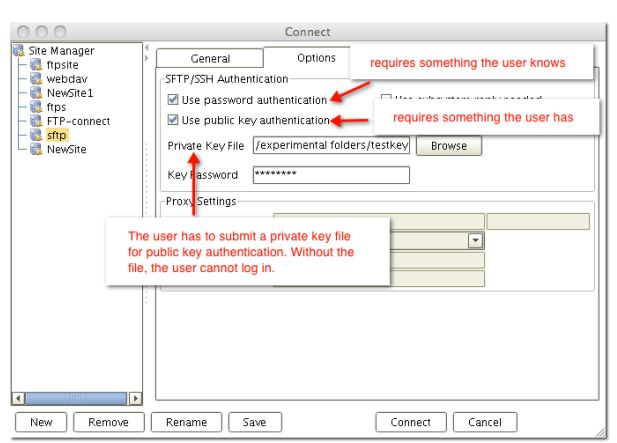 Connect
Site Manager
ftpsite
webdav
NewSite1
ftps
FTP-connect
sftp
NewSite
General
Options
requires something the user knows
SFTP/SSH Authentication
Use password authentication
Use public key authentication
requires something the user has
Private Key File
/experimental folders/testkey
Browse
Key Password
********
Proxy Settings
The user has to submit a private key file
for public key authentication. Without the
file, the user cannot log in.
New
Remove
Rename
Save
Connect
Cancel